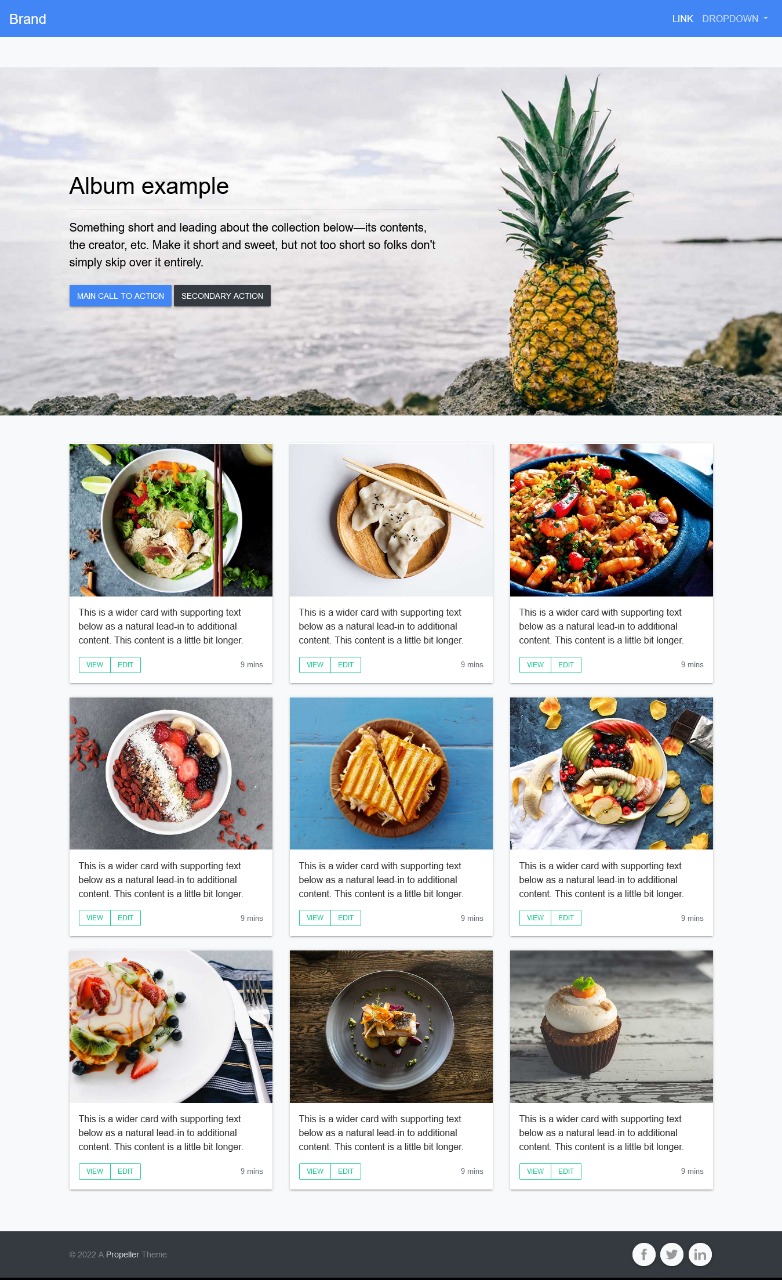 Brand
LINK DROPDOWN
Album example
Something short and leading about the collection below—its contents,
the creator, etc. Make it short and sweet, but not too short so folks don't
simply skip over it entirely.
MAIN CALL TO ACTION SECONDARY ACTION
This is a wider card with supporting text
below as a natural lead-in to additional
content. This content is a little bit longer.
VIEW EDIT 9 mins
This is a wider card with supporting text
below as a natural lead-in to additional
content. This content is a little bit longer.
VIEW EDIT 9 mins
This is a wider card with supporting text
below as a natural lead-in to additional
content. This content is a little bit longer.
VIEW EDIT 9 mins
This is a wider card with supporting text
below as a natural lead-in to additional
content. This content is a little bit longer.
VIEW EDIT 9 mins
This is a wider card with supporting text
below as a natural lead-in to additional
content. This content is a little bit longer.
VIEW EDIT 9 mins
This is a wider card with supporting text
below as a natural lead-in to additional
content. This content is a little bit longer.
VIEW EDIT 9 mins
This is a wider card with supporting text
below as a natural lead-in to additional
content. This content is a little bit longer.
VIEW EDIT 9 mins
This is a wider card with supporting text
below as a natural lead-in to additional
content. This content is a little bit longer.
VIEW EDIT 9 mins
This is a wider card with supporting text
below as a natural lead-in to additional
content. This content is a little bit longer.
VIEW EDIT 9 mins
© 2022 A Propeller Theme